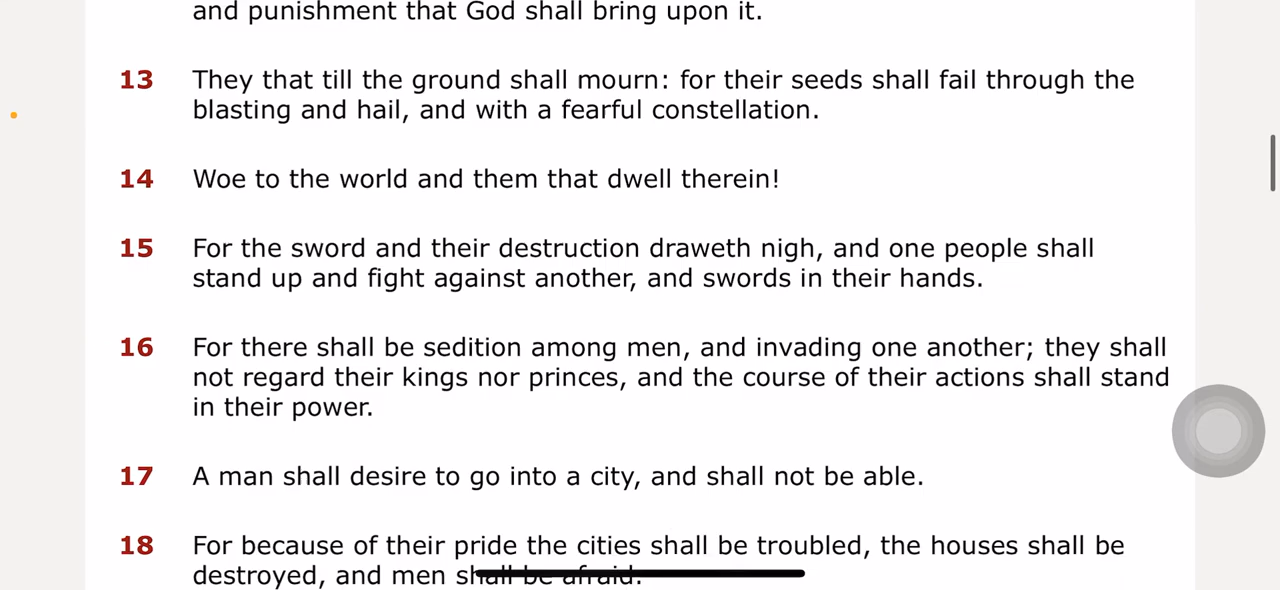 and punishment that God shall bring upon it.
13 They that till the ground shall mourn: for their seeds shall fail through the
blasting and hail, and with a fearful constellation.
14 Woe to the world and them that dwell therein!
15 For the sword and their destruction draweth nigh, and one people shall
stand up and fight against another, and swords in their hands.
16 For there shall be sedition among men, and invading one another; they shall
not regard their kings nor princes, and the course of their actions shall stand
in their power.
17 A man shall desire to go into a city, and shall not be able.
18 For because of their pride the cities shall be troubled, the houses shall be
destroyed, and men shall be afraid.